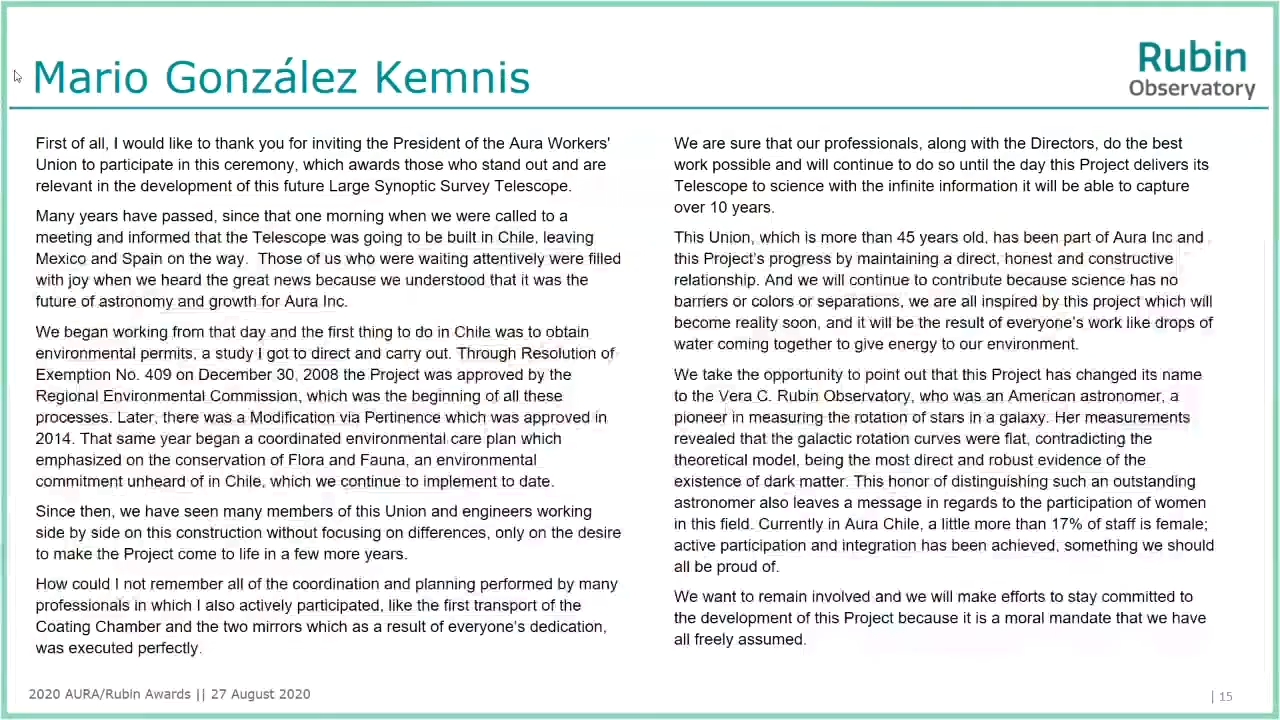 Mario González Kemnis
Rubin
Observatory
First of all, I would like to thank you for inviting the President of the Aura Workers'
Union to participate in this ceremony, which awards those who stand out and are
relevant in the development of this future Large Synoptic Survey Telescope.
Many years have passed, since that one morning when we were called to a
meeting and informed that the Telescope was going to be built in Chile, leaving
Mexico and Spain on the way.  Those of us who were waiting attentively were filled
with joy when we heard the great news because we understood that it was the
future of astronomy and growth for Aura Inc.
We began working from that day and the first thing to do in Chile was to obtain
environmental permits, a study I got to direct and carry out. Through Resolution of
Exemption No. 409 on December 30, 2008 the Project was approved by the
Regional Environmental Commission, which was the beginning of all these
processes. Later, there was a Modification via Pertinence which was approved in
2014. That same year began a coordinated environmental care plan which
emphasized on the conservation of Flora and Fauna, an environmental
commitment unheard of in Chile, which we continue to implement to date.
Since then, we have seen many members of this Union and engineers working
side by side on this construction without focusing on differences, only on the desire
to make the Project come to life in a few more years.
How could I not remember all of the coordination and planning performed by many
professionals in which I also actively participated, like the first transport of the
Coating Chamber and the two mirrors which as a result of everyone's dedication,
was executed perfectly.
We are sure that our professionals, along with the Directors, do the best
work possible and will continue to do so until the day this Project delivers its
Telescope to science with the infinite information it will be able to capture
over 10 years.
This Union, which is more than 45 years old, has been part of Aura Inc and
this Project's progress by maintaining a direct, honest and constructive
relationship. And we will continue to contribute because science has no
barriers or colors or separations, we are all inspired by this project which will
become reality soon, and it will be the result of everyone's work like drops of
water coming together to give energy to our environment.
We take the opportunity to point out that this Project has changed its name
to the Vera C. Rubin Observatory, who was an American astronomer, a
pioneer in measuring the rotation of stars in a galaxy. Her measurements
revealed that the galactic rotation curves were flat, contradicting the
theoretical model, being the most direct and robust evidence of the
existence of dark matter. This honor of distinguishing such an outstanding
astronomer also leaves a message in regards to the participation of women
in this field. Currently in Aura Chile, a little more than 17% of staff is female;
active participation and integration has been achieved, something we should
all be proud of.
We want to remain involved and we will make efforts to stay committed to
the development of this Project because it is a moral mandate that we have
all freely assumed.
2020 AURA/Rubin Awards || 27 August 2020
| 15